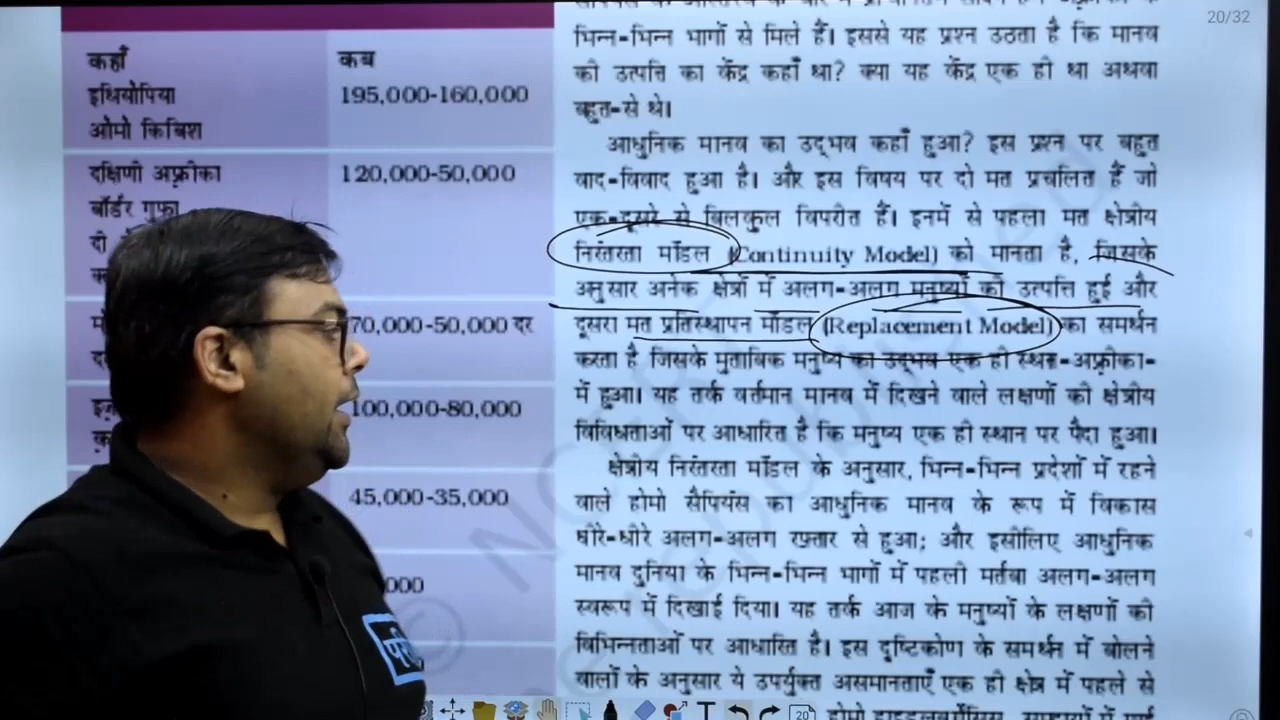 20/32
भिन्न-भिन्न भागों से मिले हैं। इससे यह प्रश्न उठता है कि मानव
की उत्पत्ति का केंद्र कहाँ था? क्या यह केंद्र एक ही था अथवा
बहुत-से थे।
आधुनिक मानव का उद्भव कहाँ हुआ? इस प्रश्न पर बहुत
वाद-विवाद हुआ है। और इस विषय पर दो मत प्रचलित हैं जो
एक-दूसरे से बिलकुल विपरीत हैं। इनमें से पहला मत क्षेत्रीय
निरंतरता मॉडल (Continuity Model) को मानता है, जिसके
अनुसार अनेक क्षेत्रों में अलग-अलग मनुष्यों की उत्पत्ति हुई और
दूसरा मत प्रतिस्थापन मॉडल (Replacement Model) का समर्थन
करता है जिसके मुताबिक मनुष्य का उद्भव एक ही स्थान-अफ़्रीका-
में हुआ। यह तर्क वर्तमान मानव में दिखने वाले लक्षणों की क्षेत्रीय
विविधताओं पर आधारित है कि मनुष्य एक ही स्थान पर पैदा हुआ।
क्षेत्रीय निरंतरता मॉडल के अनुसार, भिन्न-भिन्न प्रदेशों में रहने
वाले होमो सैपियंस का आधुनिक मानव के रूप में विकास
धीरे-धीरे अलग-अलग रफ़्तार से हुआ; और इसीलिए आधुनिक
मानव दुनिया के भिन्न-भिन्न भागों में पहली मर्तबा अलग-अलग
स्वरूप में दिखाई दिया। यह तर्क आज के मनुष्यों के लक्षणों की
विभिन्नताओं पर आधारित है। इस दृष्टिकोण के समर्थन में बोलने
वालों के अनुसार ये उपर्युक्त असमानताएँ एक ही क्षेत्र में पहले से
कहाँ कब
इथियोपिया 195,000-160,000
ओमो किबिश
दक्षिणी अफ़्रीका 120,000-50,000
बॉर्डर गुफा
70,000-50,000 दर
100,000-80,000
45,000-35,000
000